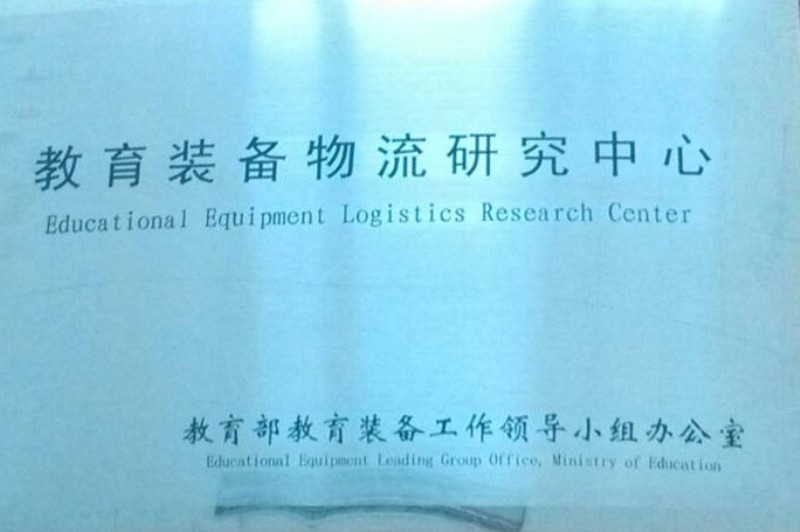 教育装备物流研究中心
Educational Equipment Logistics Research Center
教育部教育装备工作领导小组办公室
Educational Equipment Leading Group Office, Ministry of Education